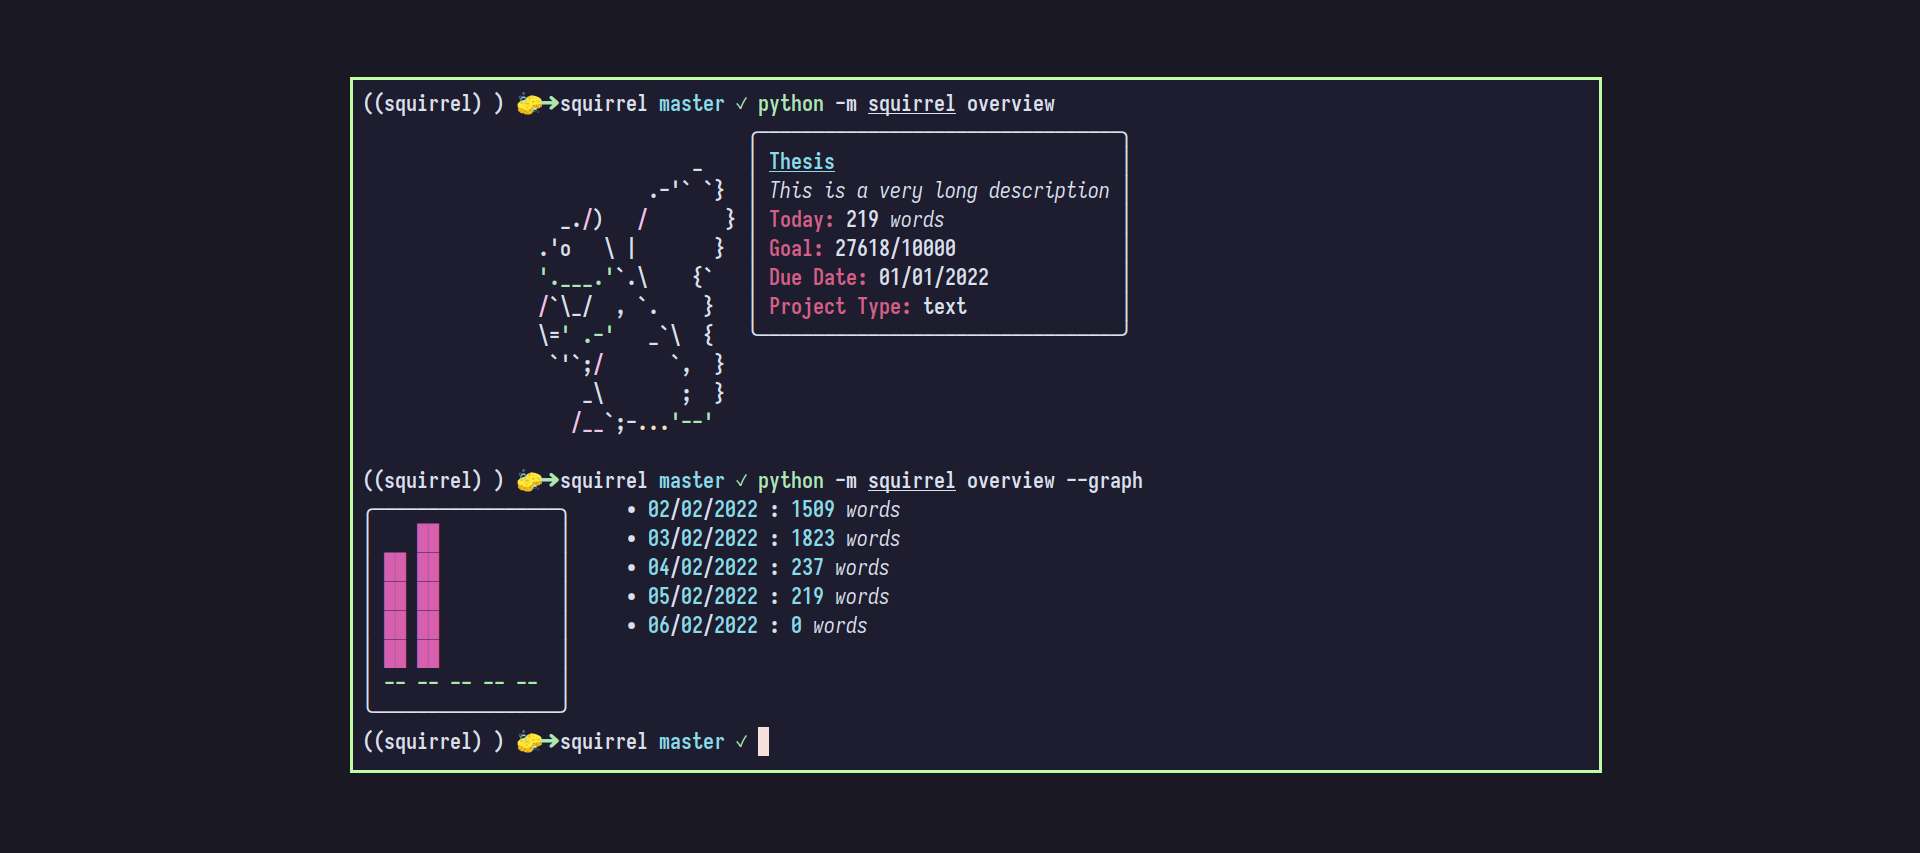 ((squirrel) ) 🧽➜squirrel master ✓ python -m squirrel overview
Thesis
This is a very long description
Today: 219 words
Goal: 27618/10000
Due Date: 01/01/2022
Project Type: text
((squirrel) ) 🧽➜squirrel master ✓ python -m squirrel overview --graph
• 02/02/2022 : 1509 words
• 03/02/2022 : 1823 words
• 04/02/2022 : 237 words
• 05/02/2022 : 219 words
• 06/02/2022 : 0 words
-- -- -- -- --
((squirrel) ) 🧽➜squirrel master ✓